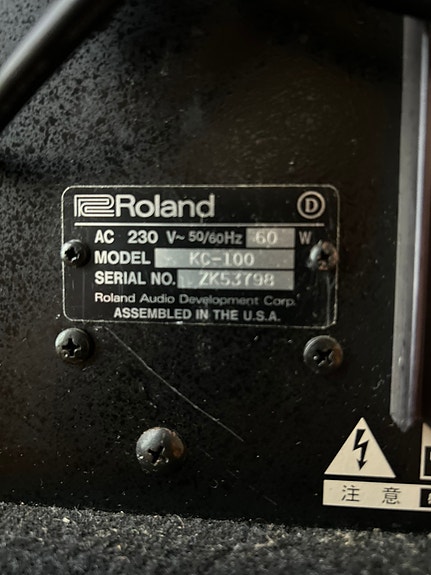 Roland D
AC 230 V~ 50/60Hz 60 W
MODEL KC-100
SERIAL NO. ZK53798
Roland Audio Development Corp.
ASSEMBLED IN THE U.S.A.
注意